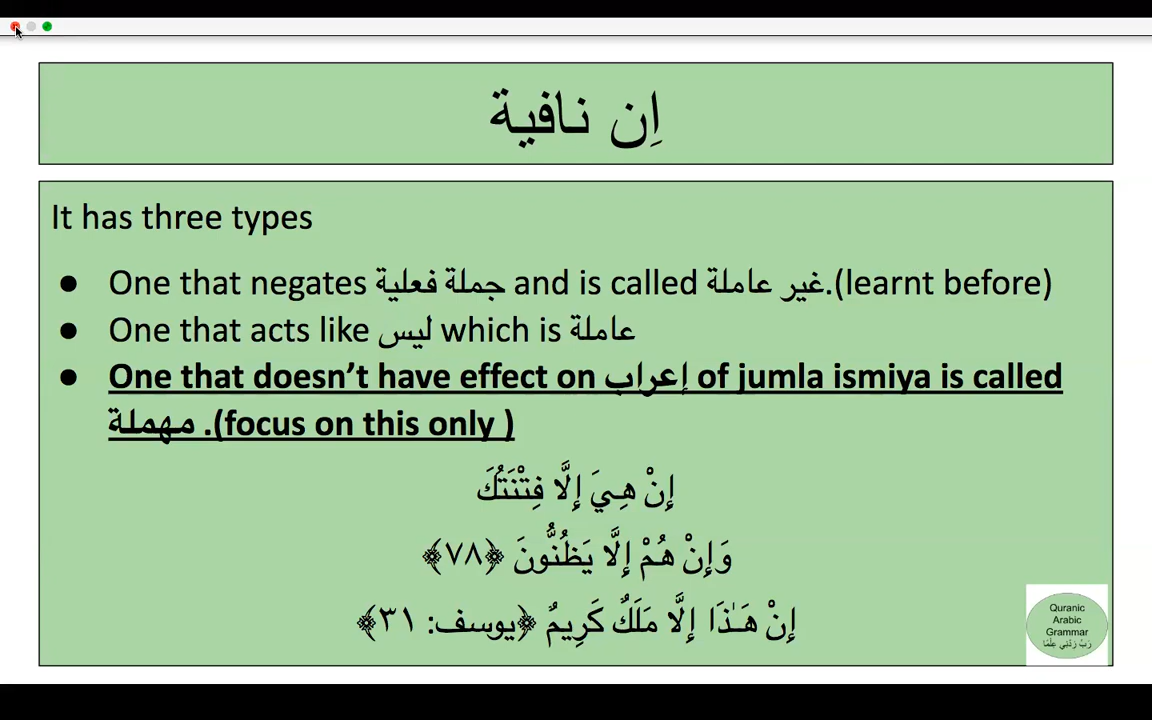 اِن نافية
It has three types
● One that negates جملة فعلية and is called غير عاملة.(learnt before)
● One that acts like ليس which is عاملة
● One that doesn’t have effect on إعراب of jumla ismiya is called
مهملة .(focus on this only )
إِنْ هِيَ إِلَّا فِتْنَتُكَ
وَإِنْ هُمْ إِلَّا يَظُنُّونَ ﴿٧٨﴾
إِنْ هَـٰذَا إِلَّا مَلَكٌ كَرِيمٌ ﴿يوسف: ٣١﴾
Quranic
Arabic
Grammar
رَبِّ زِدْنِي عِلْمًا